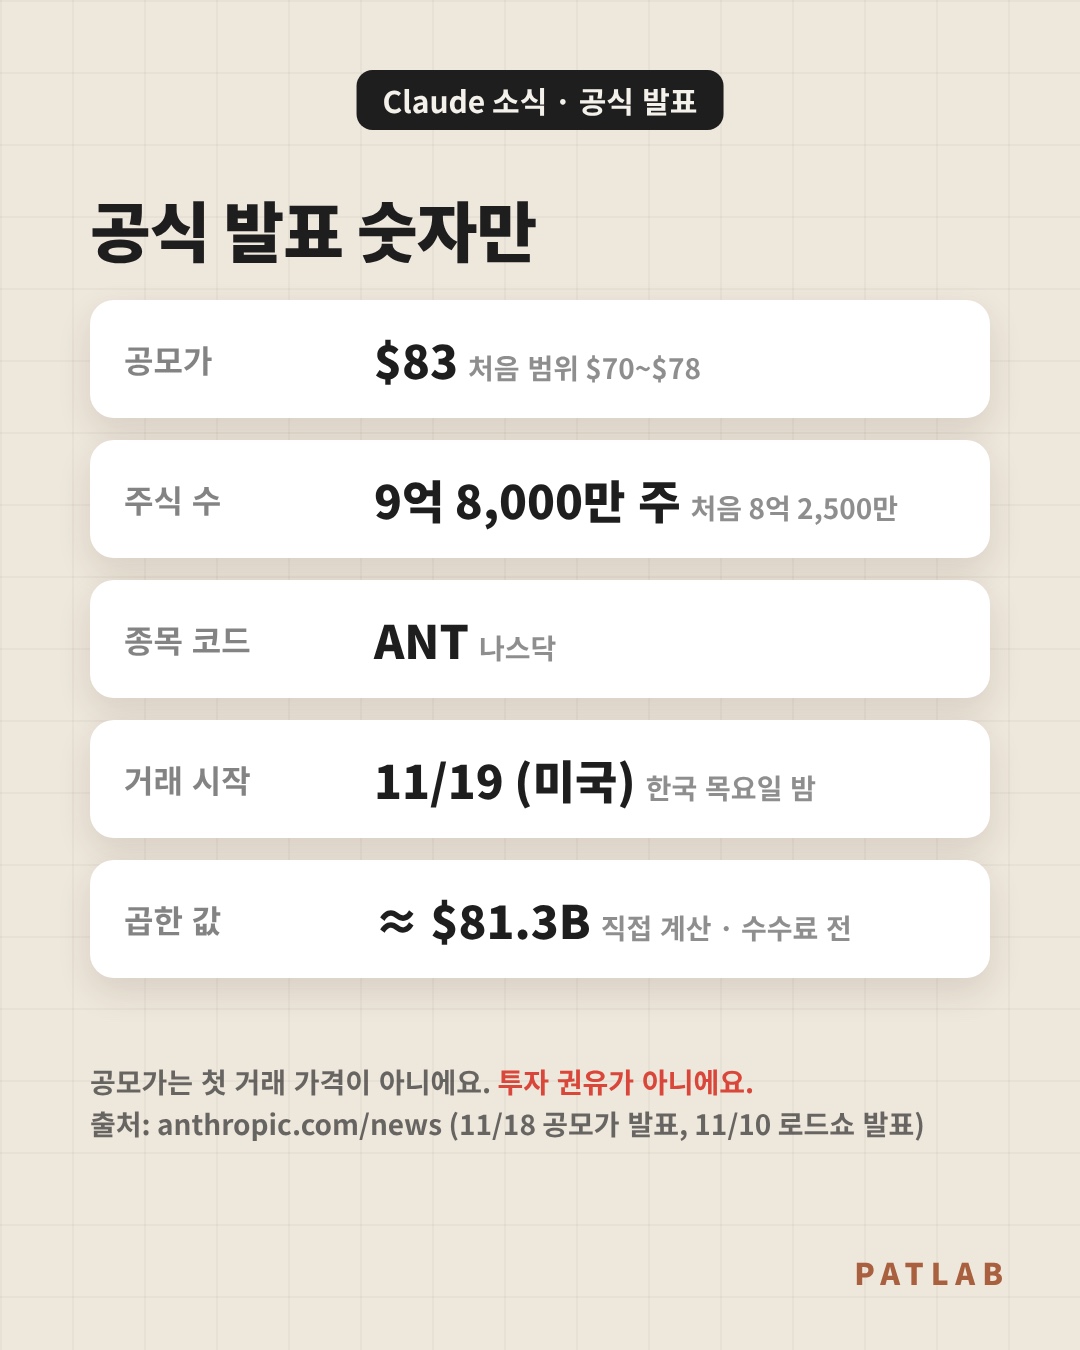 Claude 소식 · 공식 발표
공식 발표 숫자만
공모가 $83 처음 범위 $70~$78
주식 수 9억 8,000만 주 처음 8억 2,500만
종목 코드 ANT 나스닥
거래 시작 11/19 (미국) 한국 목요일 밤
곱한 값 ≈ $81.3B 직접 계산 · 수수료 전
공모가는 첫 거래 가격이 아니에요. 투자 권유가 아니에요.
출처: anthropic.com/news (11/18 공모가 발표, 11/10 로드쇼 발표)
PATLAB